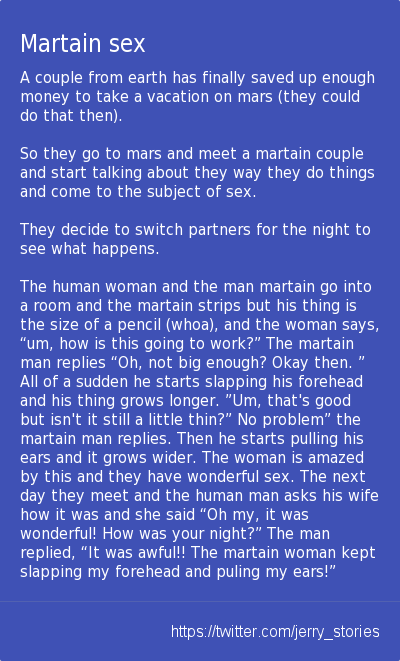 Martain sex
A couple from earth has finally saved up enough
money to take a vacation on mars (they could
do that then).
So they go to mars and meet a martain couple
and start talking about they way they do things
and come to the subject of sex.
They decide to switch partners for the night to
see what happens.
The human woman and the man martain go into
a room and the martain strips but his thing is
the size of a pencil (whoa), and the woman says,
“um, how is this going to work?” The martain
man replies “Oh, not big enough? Okay then. ”
All of a sudden he starts slapping his forehead
and his thing grows longer. ”Um, that's good
but isn't it still a little thin?” No problem” the
martain man replies. Then he starts pulling his
ears and it grows wider. The woman is amazed
by this and they have wonderful sex. The next
day they meet and the human man asks his wife
how it was and she said “Oh my, it was
wonderful! How was your night?” The man
replied, “It was awful!! The martain woman kept
slapping my forehead and puling my ears!”
https://twitter.com/jerry_stories